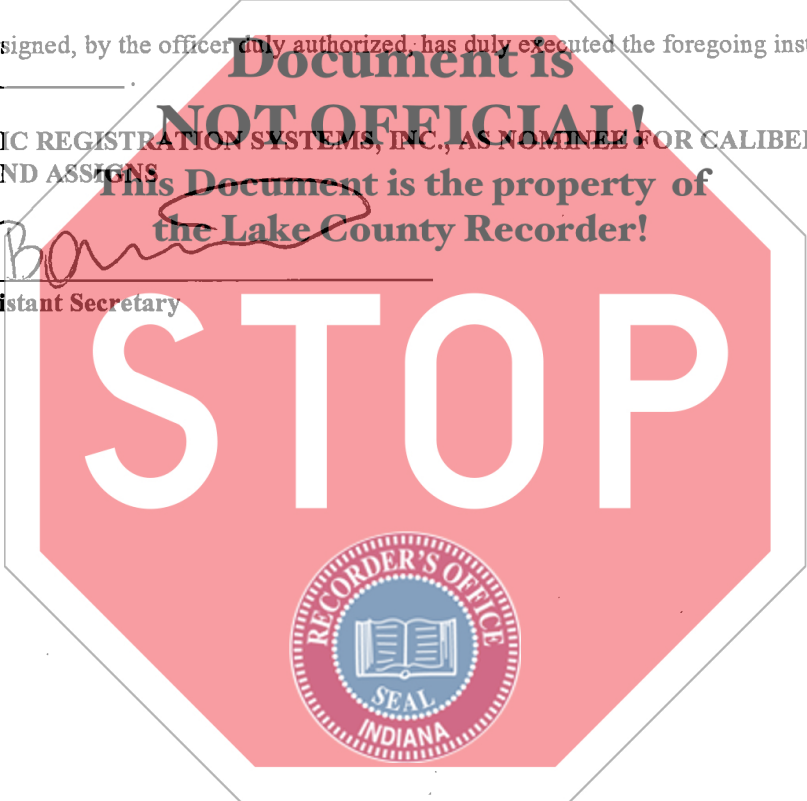 signed, by the officer duly authorized, has duly executed the foregoing inst
Document is
NOT OFFICIAL!
IC REGISTRATION SYSTEMS, INC., AS NOMINEE FOR CALIBER
ND ASSIGNS
This Document is the property of
the Lake County Recorder!
istant Secretary
STOP
RECORDER'S OFFICE
SEAL
INDIANA